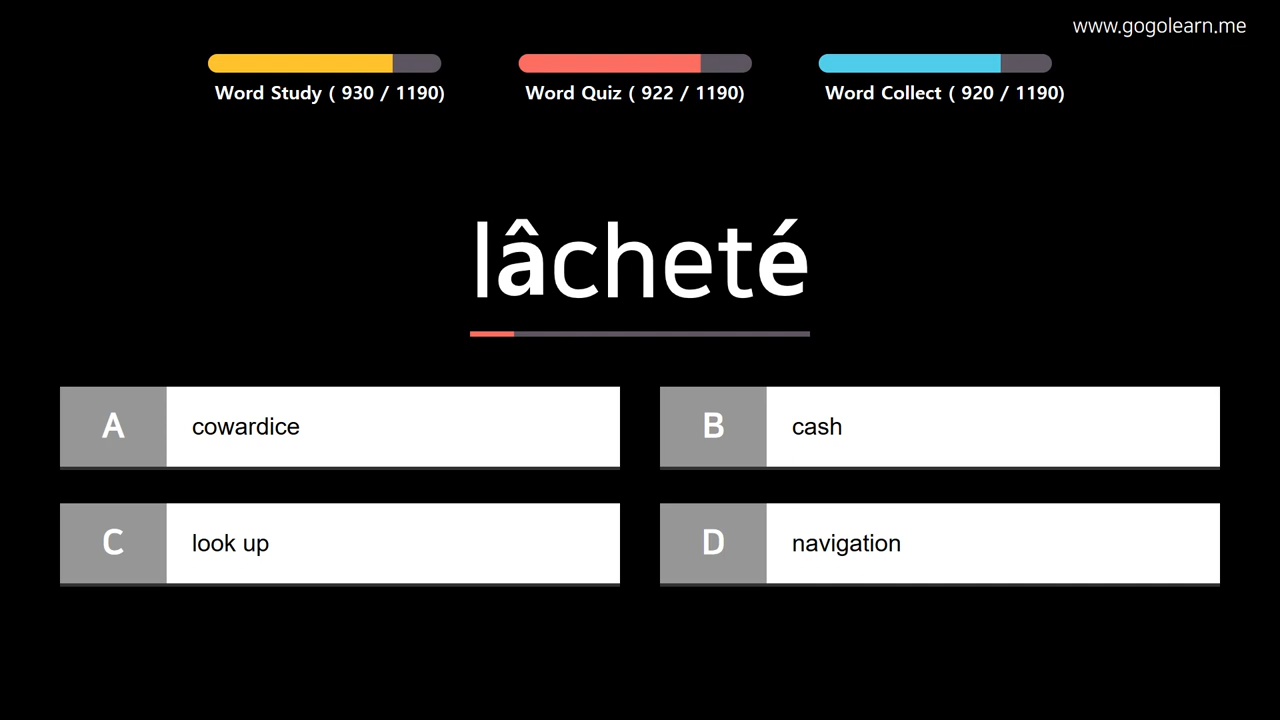 www.gogolearn.me
Word Study ( 930 / 1190)
Word Quiz ( 922 / 1190)
Word Collect ( 920 / 1190)
lâcheté
A cowardice
B cash
C look up
D navigation